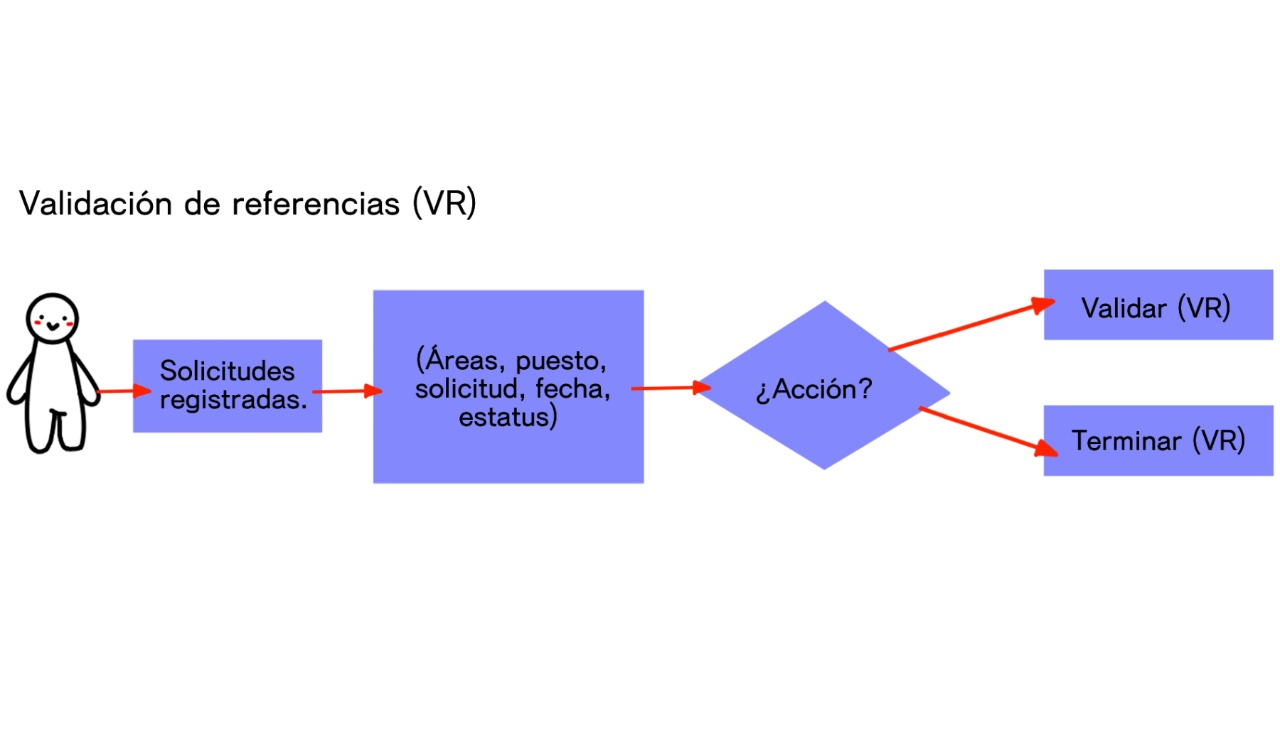 Validación de referencias (VR)
Solicitudes
registradas.
(Áreas, puesto,
solicitud, fecha,
estatus)
¿Acción?
Validar (VR)
Terminar (VR)